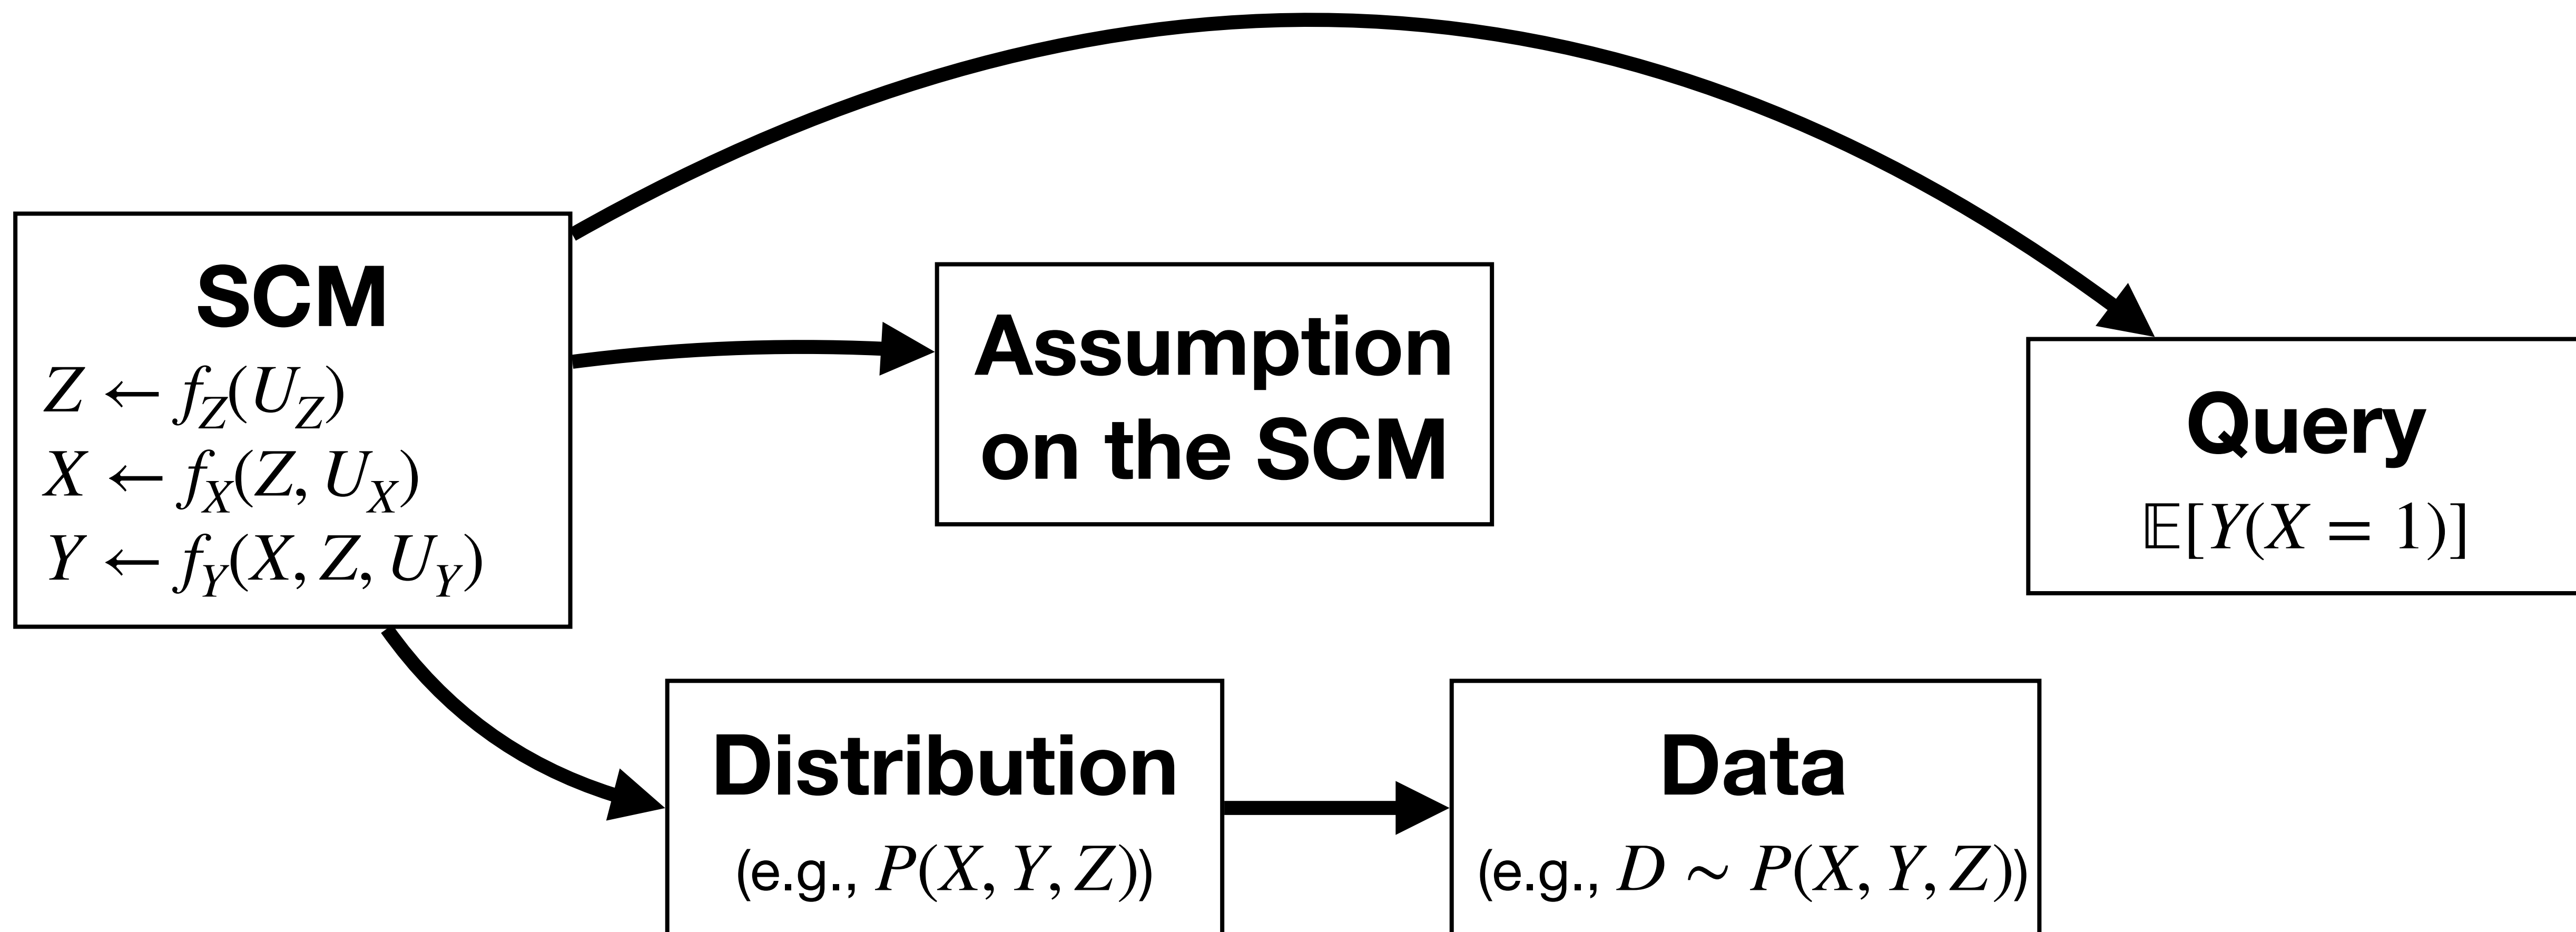 SCM
Z ← f_Z(U_Z)
X ← f_X(Z, U_X)
Y ← f_Y(X, Z, U_Y)
Assumption
on the SCM
Query
𝔼[Y(X = 1)]
Distribution
(e.g., P(X, Y, Z))
Data
(e.g., D ∼ P(X, Y, Z))